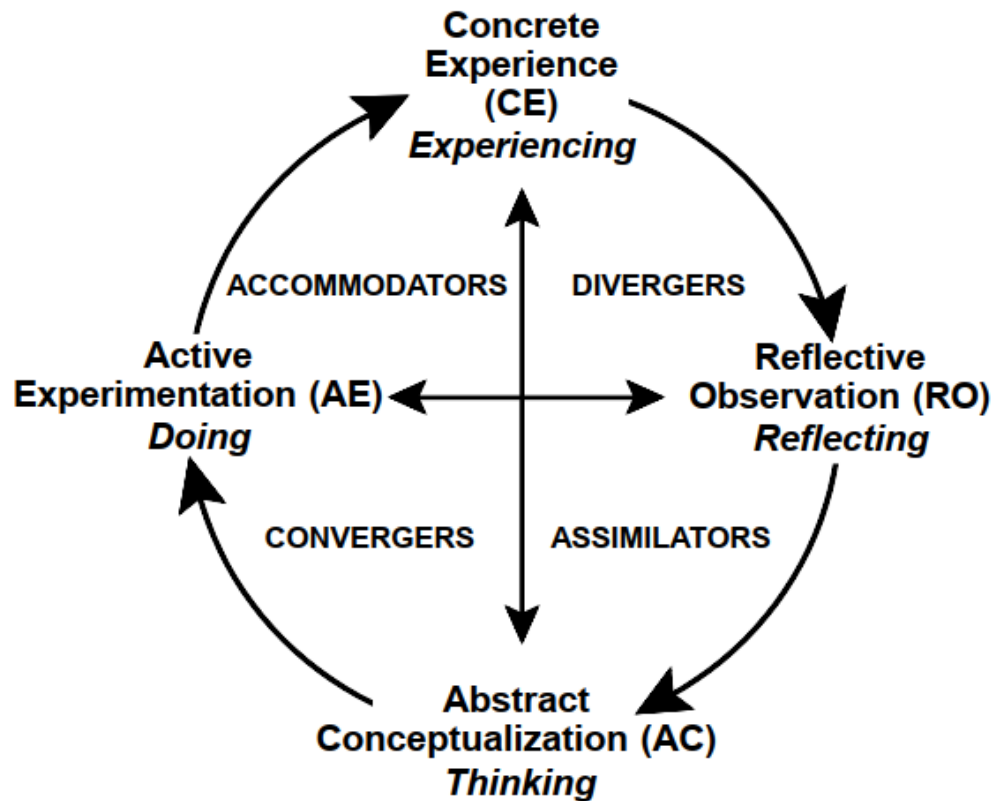 Concrete
Experience
(CE)
Experiencing
ACCOMMODATORS
DIVERGERS
Active
Experimentation (AE)
Doing
Reflective
Observation (RO)
Reflecting
CONVERGERS
ASSIMILATORS
Abstract
Conceptualization (AC)
Thinking